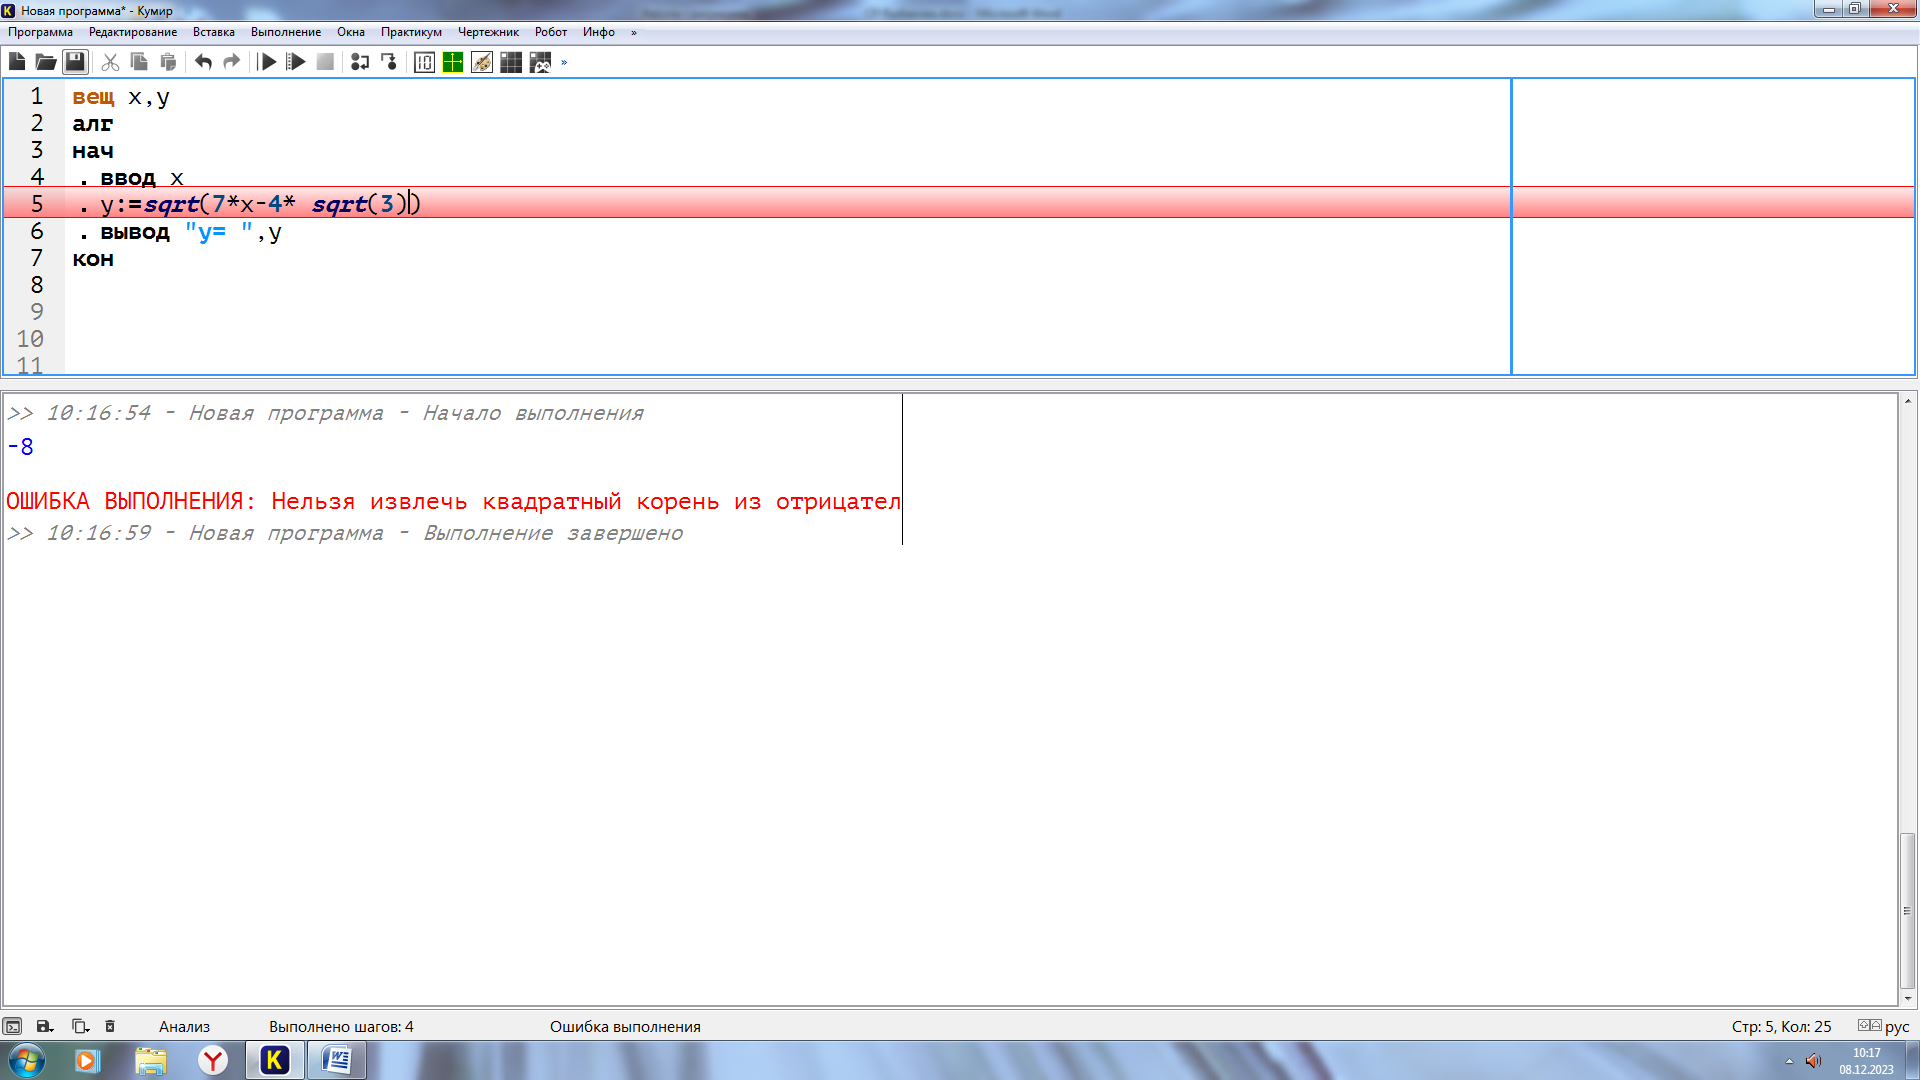 Новая программа* - Кумир
Программа Редактирование Вставка Выполнение Окна Практикум Чертежник Робот Инфо »
»
1 вещ x,y
2 алг
3 нач
4 . ввод x
5 . y:=sqrt(7*x-4* sqrt(3))
6 . вывод "y= ",y
7 кон
8
9
10
11
>> 10:16:54 - Новая программа - Начало выполнения
-8
ОШИБКА ВЫПОЛНЕНИЯ: Нельзя извлечь квадратный корень из отрицател
>> 10:16:59 - Новая программа - Выполнение завершено
Анализ Выполнено шагов: 4 Ошибка выполнения Стр: 5, Кол: 25 рус
10:17
08.12.2023